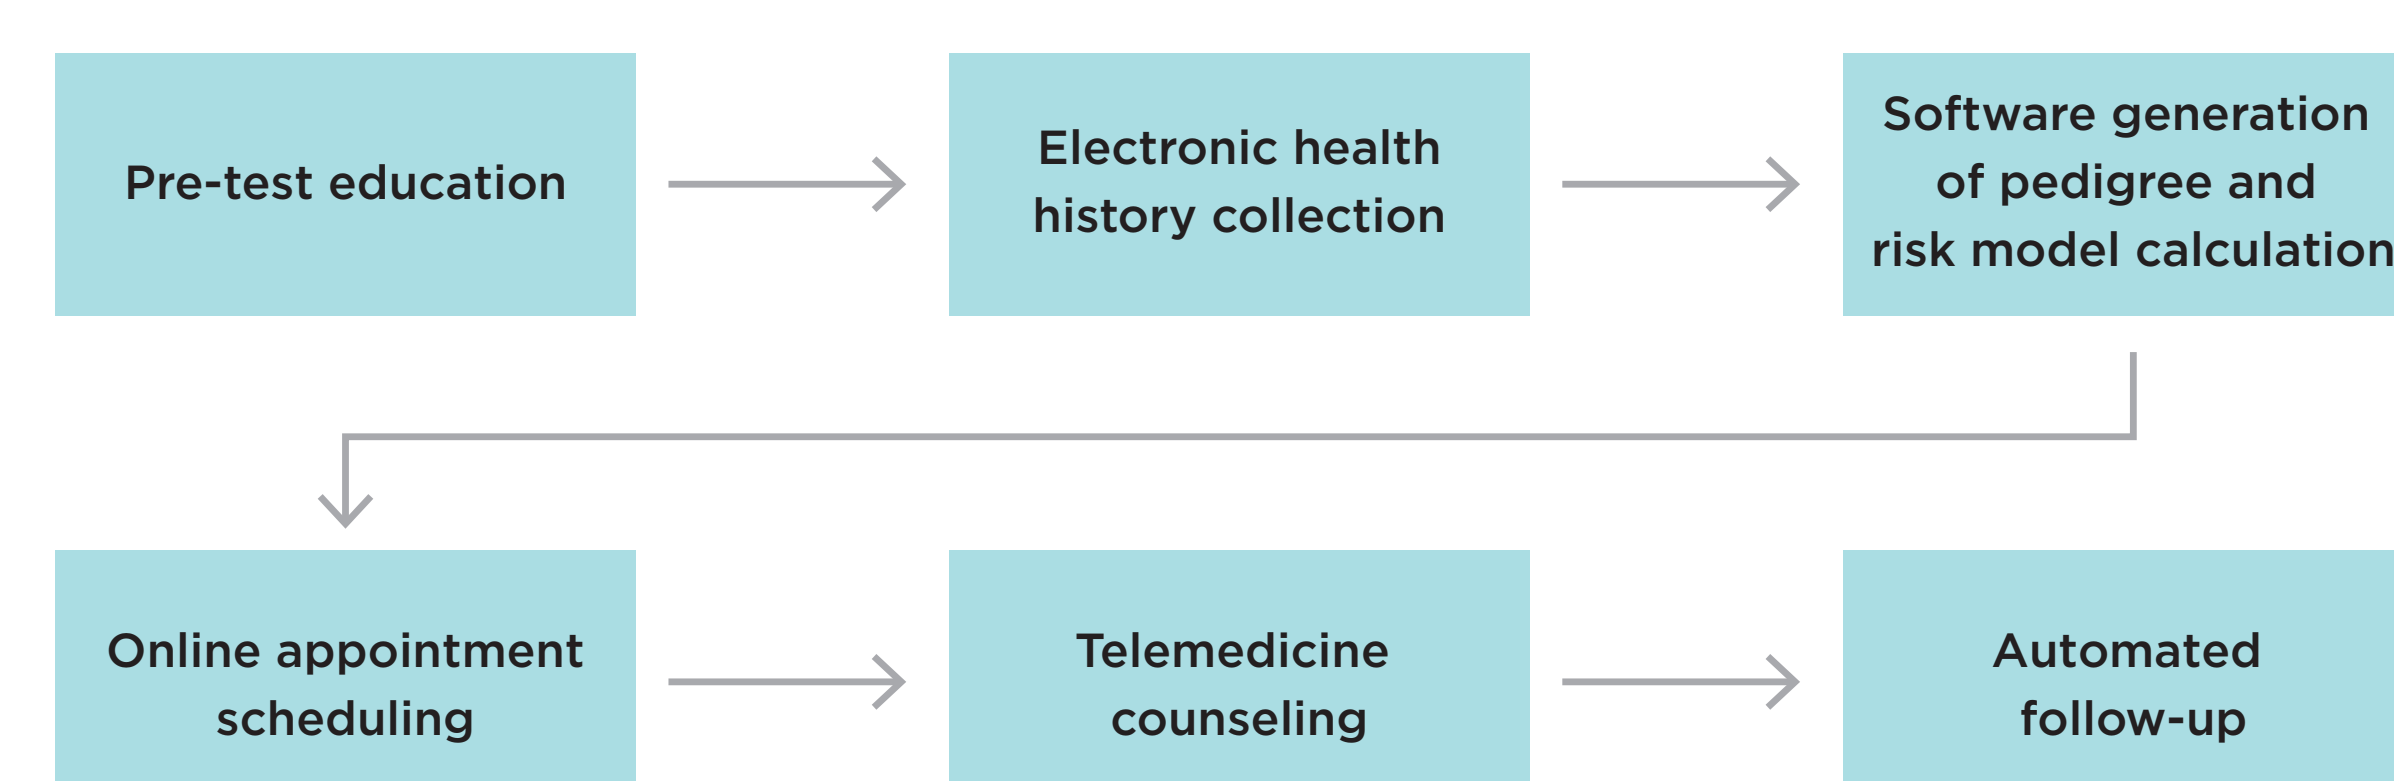 Pre-test education
Electronic health
history collection
Software generation
of pedigree and
risk model calculation
Online appointment
scheduling
Telemedicine
counseling
Automated
follow-up